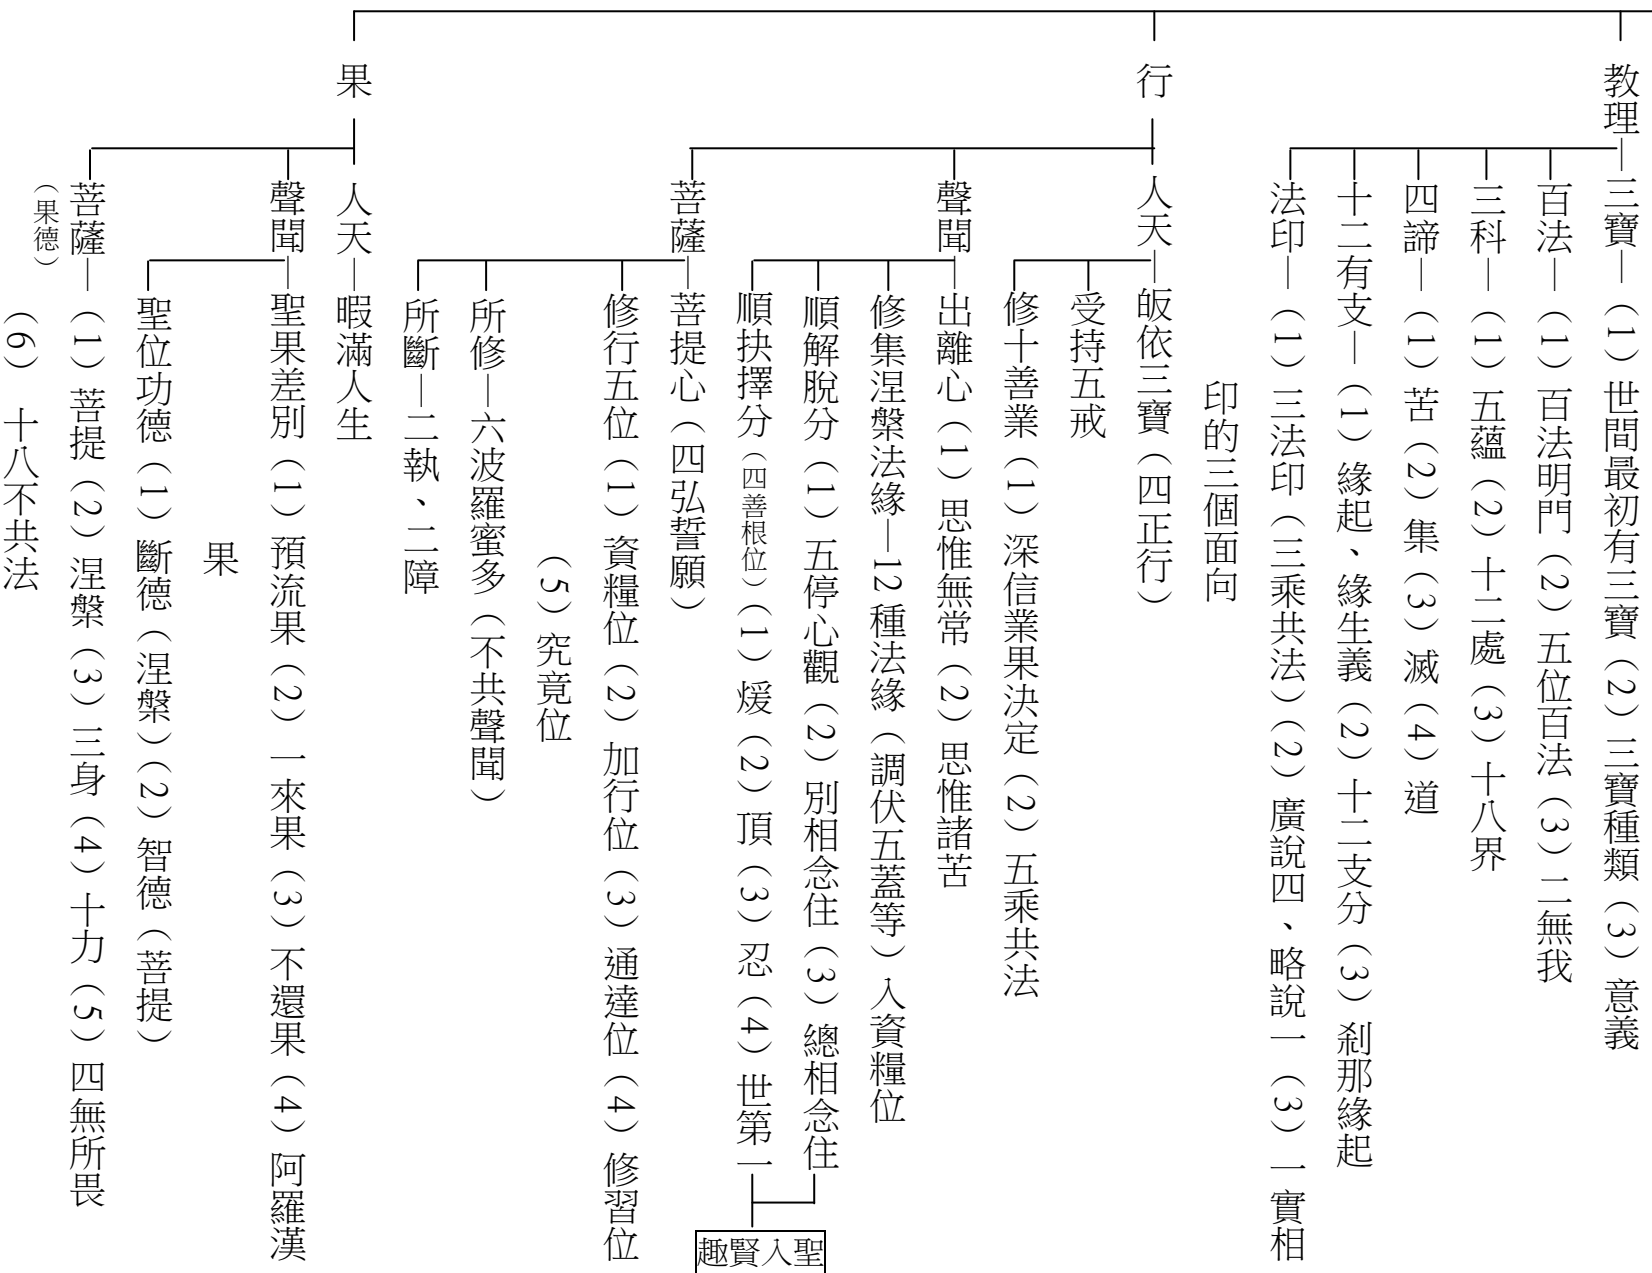 教理—三寶—（1）世間最初有三寶（2）三寶種類（3）意義
百法—（1）百法明門（2）五位百法（3）二無我
三科—（1）五蘊（2）十二處（3）十八界
四諦—（1）苦（2）集（3）滅（4）道
十二有支—（1）緣起、緣生義（2）十二支分（3）剎那緣起
法印—（1）三法印（三乘共法）（2）廣說四、略說一（3）一實相
印的三個面向
行
人天—皈依三寶（四正行）
受持五戒
修十善業（1）深信業果決定（2）五乘共法
聲聞—出離心（1）思惟無常（2）思惟諸苦
修集涅槃法緣—12種法緣（調伏五蓋等）入資糧位
順解脫分（1）五停心觀（2）別相念住（3）總相念住
順抉擇分（四善根位）（1）煖（2）頂（3）忍（4）世第一
趣賢入聖
菩薩—菩提心（四弘誓願）
修行五位（1）資糧位（2）加行位（3）通達位（4）修習位
（5）究竟位
所修—六波羅蜜多（不共聲聞）
所斷—二執、二障
果
人天—暇滿人生
聲聞—聖果差別（1）預流果（2）一來果（3）不還果（4）阿羅漢
果
聖位功德（1）斷德（涅槃）（2）智德（菩提）
菩薩—（1）菩提（2）涅槃（3）三身（4）十力（5）四無所畏
（果德）
（6）十八不共法